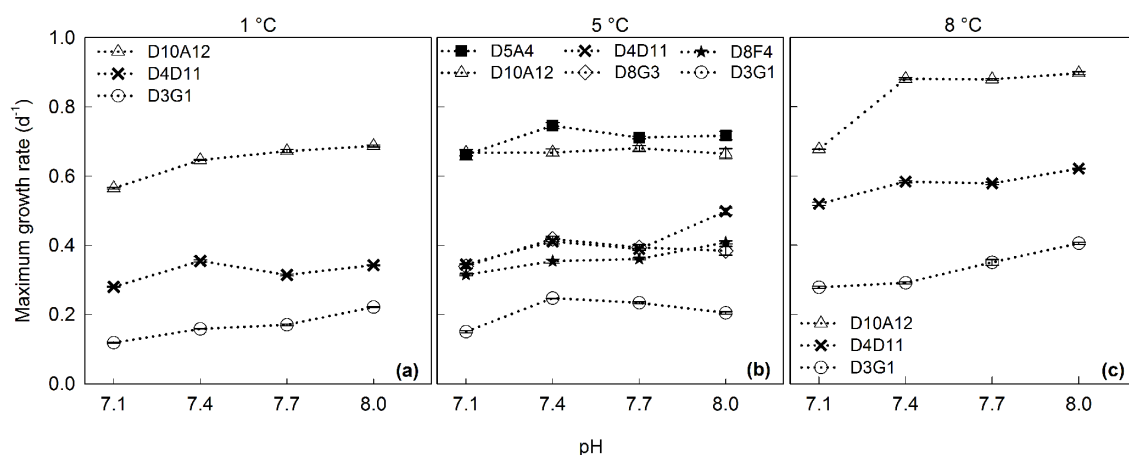 1 °C 5 °C 8 °C
1.0
0.8
0.6
0.4
0.2
0.0
Maximum growth rate (d⁻¹)
D10A12
D4D11
D3G1
(a)
7.1 7.4 7.7 8.0
D5A4 D4D11 D8F4
D10A12 D8G3 D3G1
(b)
7.1 7.4 7.7 8.0
D10A12
D4D11
D3G1
(c)
7.1 7.4 7.7 8.0
pH